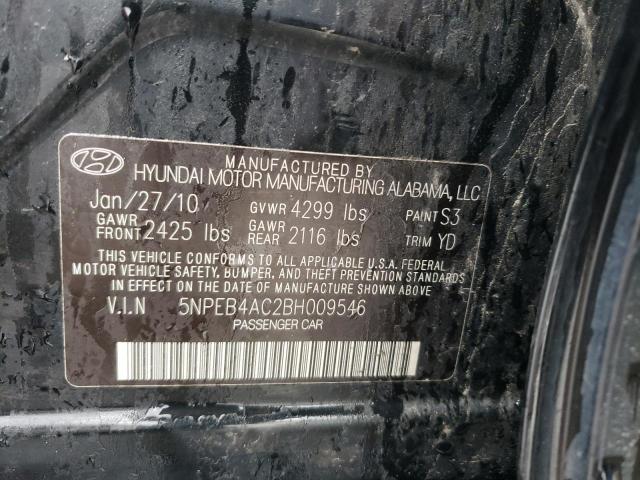 MANUFACTURED BY
HYUNDAI MOTOR MANUFACTURING ALABAMA, LLC
Jan/27/10 GVWR 4299 lbs PAINT S3
GAWR FRONT 2425 lbs GAWR REAR 2116 lbs TRIM YD
THIS VEHICLE CONFORMS TO ALL APPLICABLE U.S.A. FEDERAL
MOTOR VEHICLE SAFETY, BUMPER, AND THEFT PREVENTION STANDARDS
IN EFFECT ON THE DATE OF MANUFACTURE SHOWN ABOVE.
V.I.N 5NPEB4AC2BH009546
PASSENGER CAR